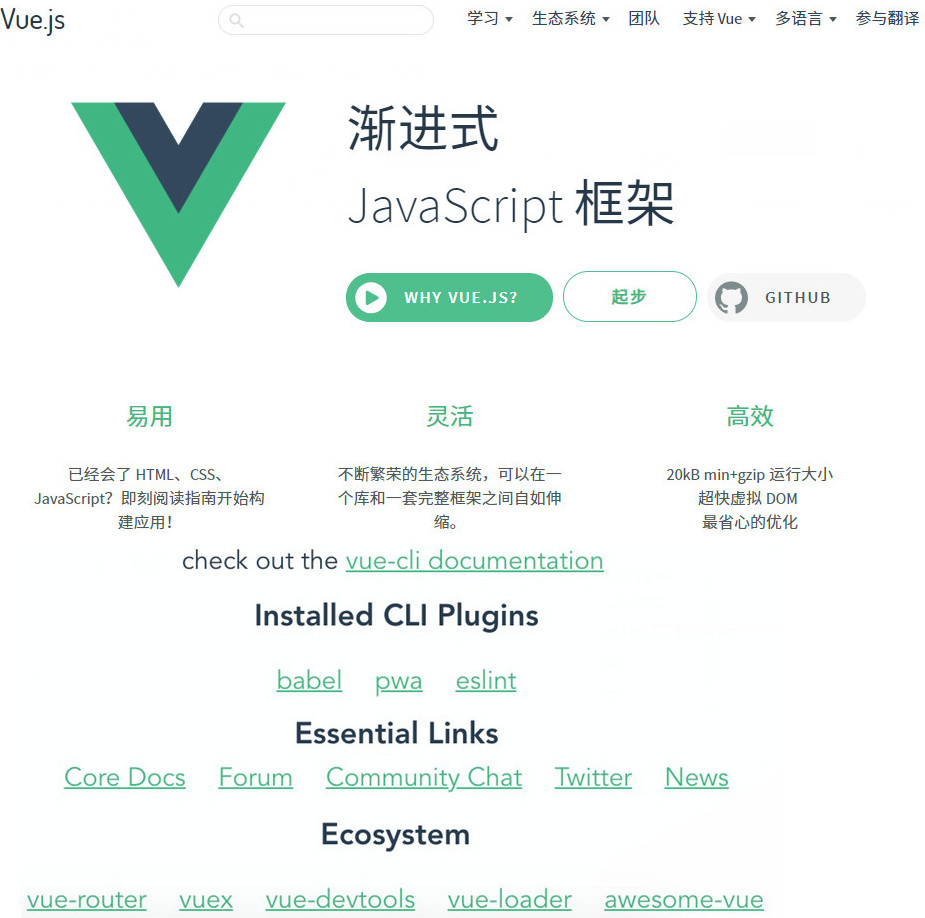 Vue.js
学习 生态系统 团队 支持 Vue 多语言 参与翻译
渐进式
JavaScript 框架
WHY VUE.JS? 起步 GITHUB
易用 灵活 高效
已经会了 HTML、CSS、
JavaScript？即刻阅读指南开始构
建应用！
不断繁荣的生态系统，可以在一
个库和一套完整框架之间自如伸
缩。
20kB min+gzip 运行大小
超快虚拟 DOM
最省心的优化
check out the vue-cli documentation
Installed CLI Plugins
babel pwa eslint
Essential Links
Core Docs Forum Community Chat Twitter News
Ecosystem
vue-router vuex vue-devtools vue-loader awesome-vue